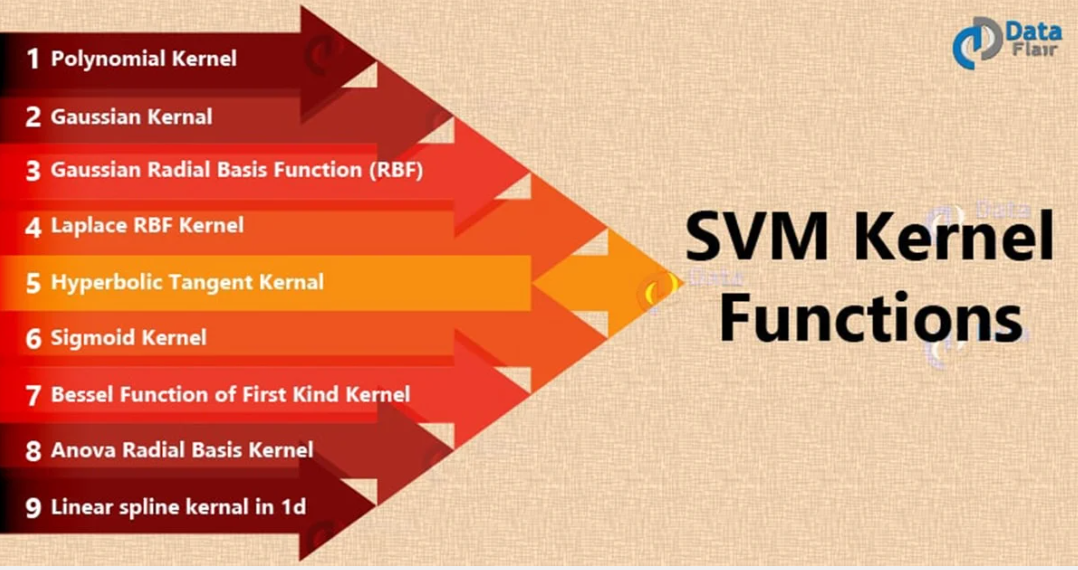 1 Polynomial Kernel
2 Gaussian Kernal
3 Gaussian Radial Basis Function (RBF)
4 Laplace RBF Kernel
5 Hyperbolic Tangent Kernal
6 Sigmoid Kernel
7 Bessel Function of First Kind Kernel
8 Anova Radial Basis Kernel
9 Linear spline kernel in 1d
Data
Flair
SVM Kernel
Functions